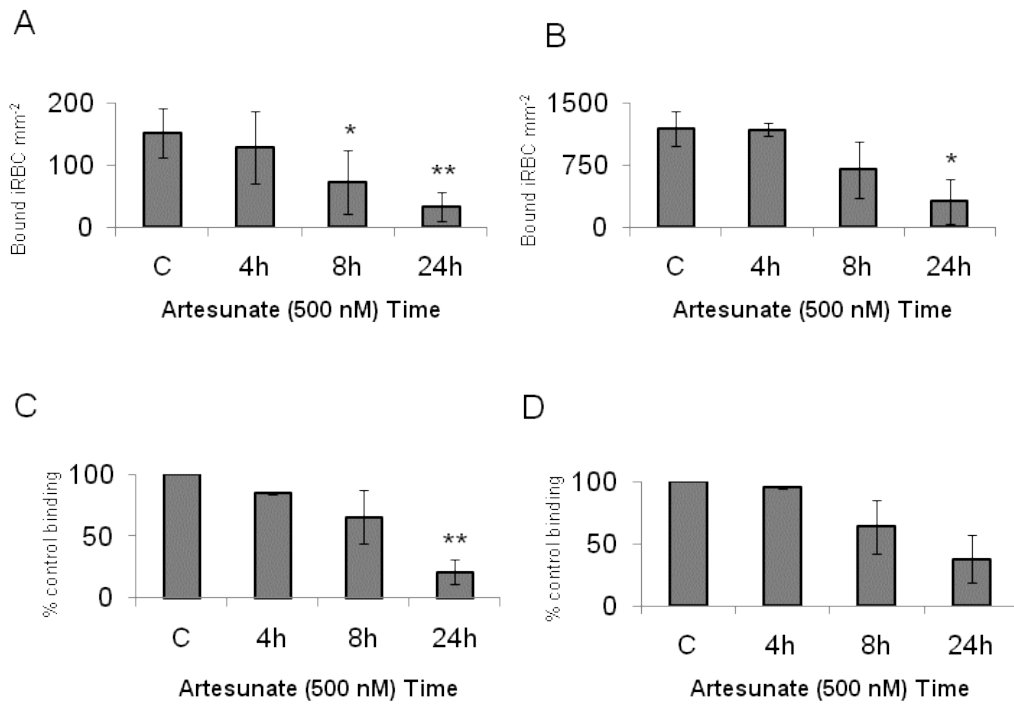 A
Bound iRBC mm-2
200
100
0
*
**
C 4h 8h 24h
Artesunate (500 nM) Time
B
Bound iRBC mm-2
1500
750
0
*
C 4h 8h 24h
Artesunate (500 nM) Time
C
% control binding
100
50
0
**
C 4h 8h 24h
Artesunate (500 nM) Time
D
% control binding
100
50
0
C 4h 8h 24h
Artesunate (500 nM) Time